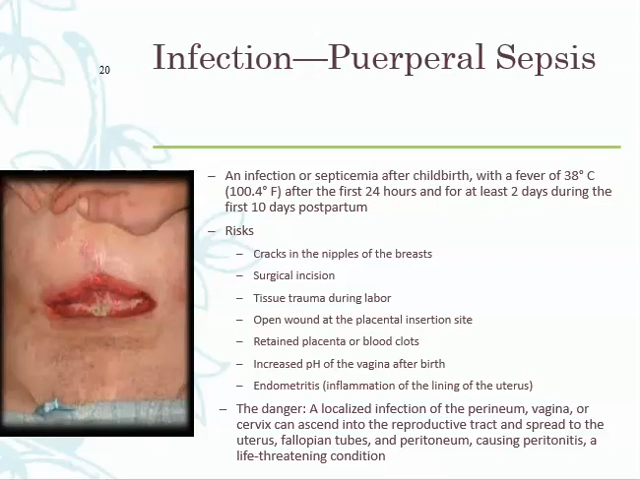 Infection—Puerperal Sepsis
20
– An infection or septicemia after childbirth, with a fever of 38° C
(100.4° F) after the first 24 hours and for at least 2 days during the
first 10 days postpartum
– Risks
– Cracks in the nipples of the breasts
– Surgical incision
– Tissue trauma during labor
– Open wound at the placental insertion site
– Retained placenta or blood clots
– Increased pH of the vagina after birth
– Endometritis (inflammation of the lining of the uterus)
– The danger: A localized infection of the perineum, vagina, or
cervix can ascend into the reproductive tract and spread to the
uterus, fallopian tubes, and peritoneum, causing peritonitis, a
life-threatening condition